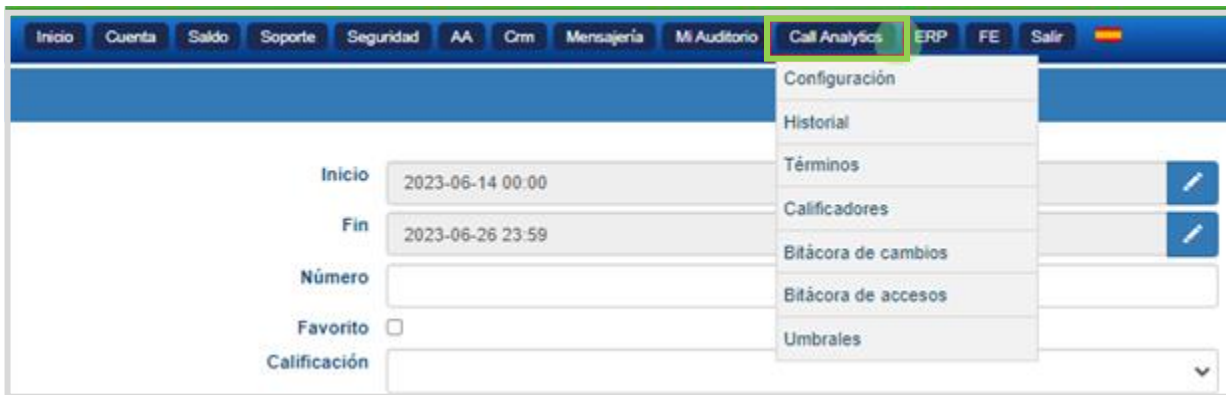 Inicio Cuenta Saldo Soporte Seguridad AA Crm Mensajería Mi Auditorio Call Analytics ERP FE Salir
Configuración
Historial
Términos
Calificadores
Bitácora de cambios
Bitácora de accesos
Umbrales
Inicio 2023-06-14 00:00
Fin 2023-06-26 23:59
Número
Favorito
Calificación